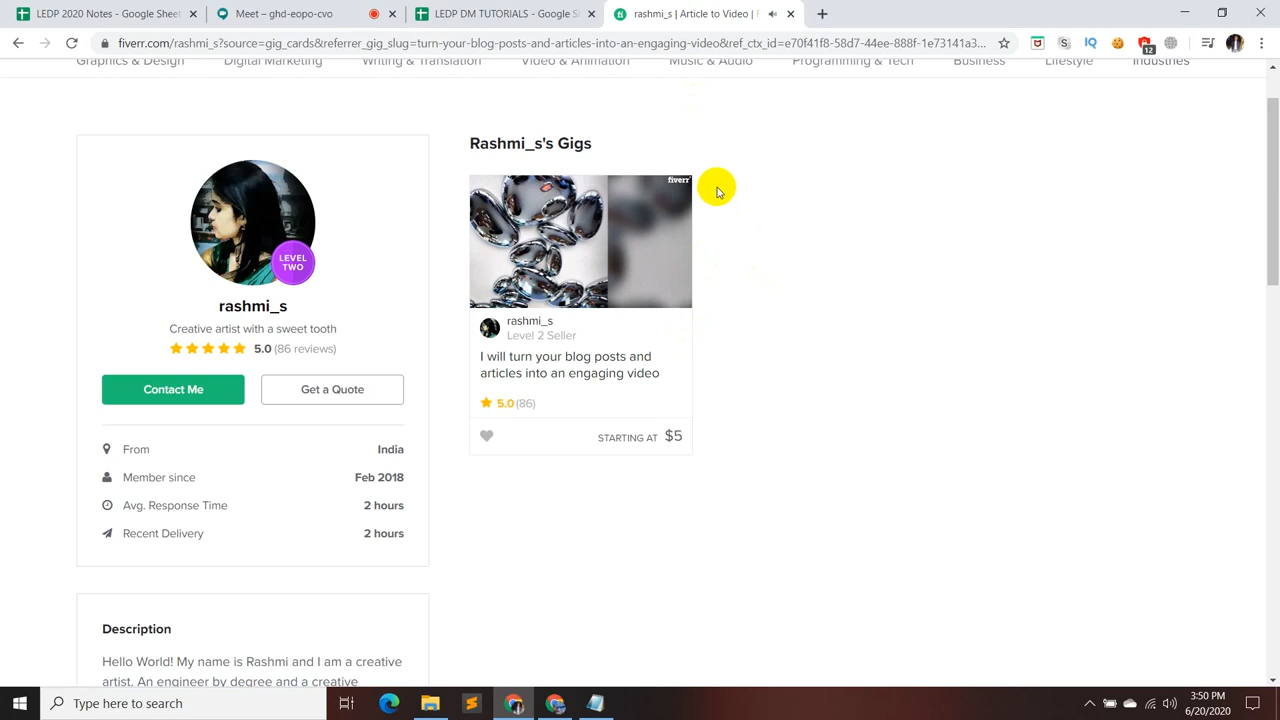 LEDP 2020 Notes - Google Sheet
Meet – ghd-eopo-cvo
LEDP DM TUTORIALS - Google S
rashmi_s | Article to Video |
fiverr.com/rashmi_s?source=gig_cards&referrer_gig_slug=turn-your-blog-posts-and-articles-into-an-engaging-video&ref_ctx_id=e70f41f8-58d7-44ee-888f-1e73141a3...
12
Graphics & Design
Digital Marketing
Writing & Translation
Video & Animation
Music & Audio
Programming & Tech
Business
Lifestyle
Industries
LEVEL
TWO
rashmi_s
Creative artist with a sweet tooth
5.0 (86 reviews)
Contact Me
Get a Quote
From India
Member since Feb 2018
Avg. Response Time 2 hours
Recent Delivery 2 hours
Description
Hello World! My name is Rashmi and I am a creative
artist. An engineer by degree and a creative
Rashmi_s's Gigs
fiverr
rashmi_s
Level 2 Seller
I will turn your blog posts and
articles into an engaging video
5.0 (86)
STARTING AT $5
Type here to search
3:50 PM
6/20/2020